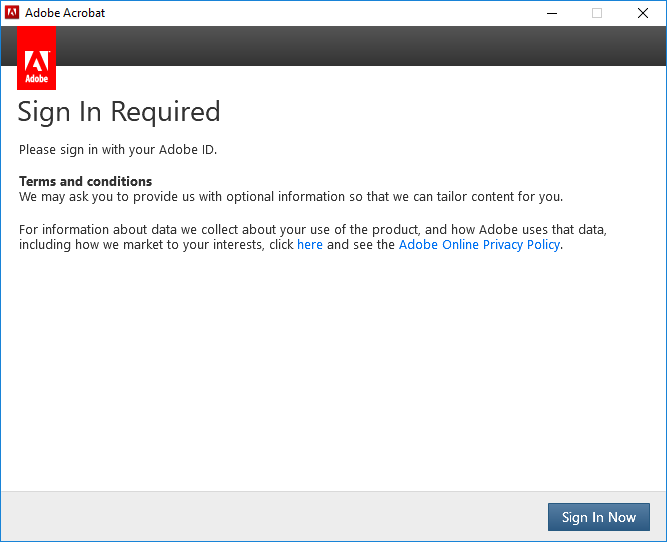 Adobe Acrobat
Adobe
Sign In Required
Please sign in with your Adobe ID.
Terms and conditions
We may ask you to provide us with optional information so that we can tailor content for you.
For information about data we collect about your use of the product, and how Adobe uses that data,
including how we market to your interests, click here and see the Adobe Online Privacy Policy.
Sign In Now